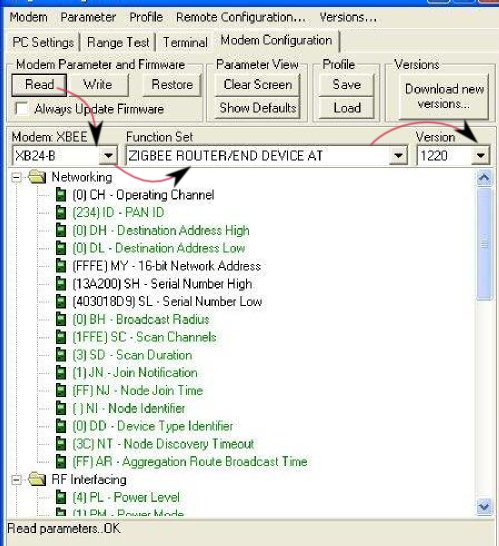 Modem Parameter Profile Remote Configuration... Versions...
PC Settings Range Test Terminal Modem Configuration
Modem Parameter and Firmware Parameter View Profile Versions
Read Write Restore Clear Screen Save Download new versions...
Always Update Firmware Show Defaults Load
Modem: XBEE Function Set Version
XB24-B ZIGBEE ROUTER/END DEVICE AT 1220
Networking
(0) CH - Operating Channel
(234) ID - PAN ID
(0) DH - Destination Address High
(0) DL - Destination Address Low
(FFFE) MY - 16-bit Network Address
(13A200) SH - Serial Number High
(403018D9) SL - Serial Number Low
(0) BH - Broadcast Radius
(1FFE) SC - Scan Channels
(3) SD - Scan Duration
(1) JN - Join Notification
(FF) NJ - Node Join Time
( ) NI - Node Identifier
(0) DD - Device Type Identifier
(3C) NT - Node Discovery Timeout
(FF) AR - Aggregation Route Broadcast Time
RF Interfacing
(4) PL - Power Level
(1) PM - Power Mode
Read parameters..OK